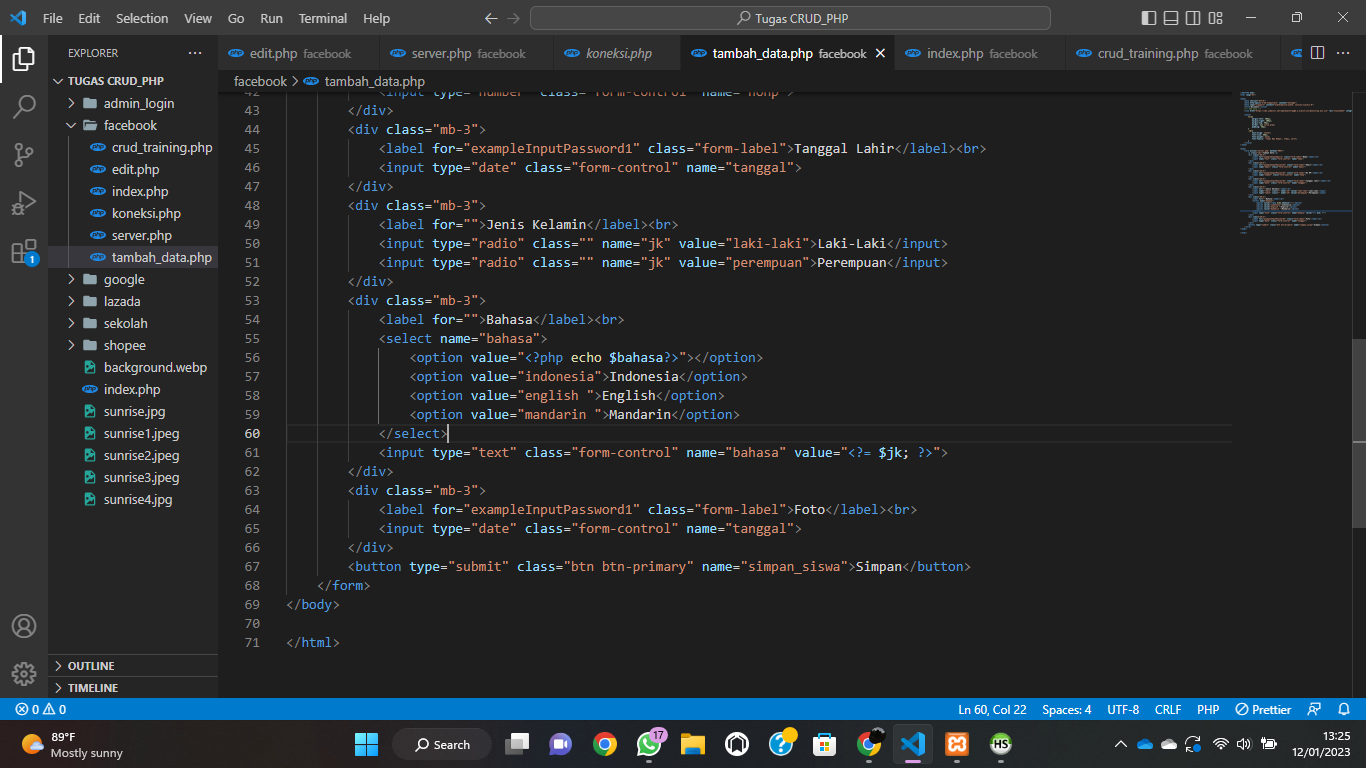 File Edit Selection View Go Run Terminal Help
Tugas CRUD_PHP
EXPLORER
TUGAS CRUD_PHP
admin_login
facebook
crud_training.php
edit.php
index.php
koneksi.php
server.php
tambah_data.php
google
lazada
sekolah
shopee
background.webp
index.php
sunrise.jpg
sunrise1.jpeg
sunrise2.jpeg
sunrise3.jpeg
sunrise4.jpg
OUTLINE
TIMELINE
1
edit.php facebook
server.php facebook
koneksi.php
tambah_data.php facebook
index.php facebook
crud_training.php facebook
facebook > tambah_data.php
42 <input type="number" class="form-control" name="nohp">
43 </div>
44 <div class="mb-3">
45 <label for="exampleInputPassword1" class="form-label">Tanggal Lahir</label><br>
46 <input type="date" class="form-control" name="tanggal">
47 </div>
48 <div class="mb-3">
49 <label for="">Jenis Kelamin</label><br>
50 <input type="radio" class="" name="jk" value="laki-laki">Laki-Laki</input>
51 <input type="radio" class="" name="jk" value="perempuan">Perempuan</input>
52 </div>
53 <div class="mb-3">
54 <label for="">Bahasa</label><br>
55 <select name="bahasa">
56 <option value="<?php echo $bahasa?>"></option>
57 <option value="indonesia">Indonesia</option>
58 <option value="english ">English</option>
59 <option value="mandarin ">Mandarin</option>
60 </select>
61 <input type="text" class="form-control" name="bahasa" value="<?= $jk; ?>">
62 </div>
63 <div class="mb-3">
64 <label for="exampleInputPassword1" class="form-label">Foto</label><br>
65 <input type="date" class="form-control" name="tanggal">
66 </div>
67 <button type="submit" class="btn btn-primary" name="simpan_siswa">Simpan</button>
68 </form>
69 </body>
70
71 </html>
0 0
Ln 60, Col 22 Spaces: 4 UTF-8 CRLF PHP Prettier
89°F
Mostly sunny
Search
17
HS
13:25
12/01/2023